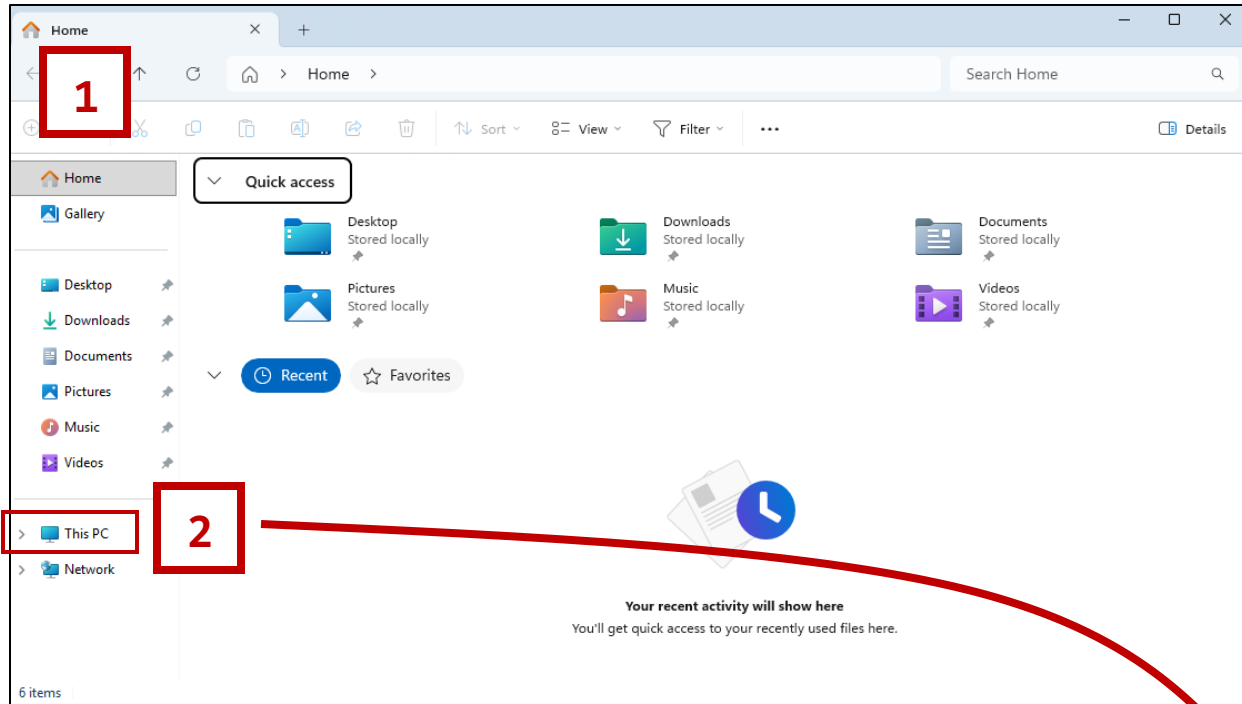 Home
1
Home
Search Home
Sort
View
Filter
Details
Home
Gallery
Desktop
Downloads
Documents
Pictures
Music
Videos
This PC
Network
2
Quick access
Desktop
Stored locally
Downloads
Stored locally
Documents
Stored locally
Pictures
Stored locally
Music
Stored locally
Videos
Stored locally
Recent
Favorites
Your recent activity will show here
You'll get quick access to your recently used files here.
6 items